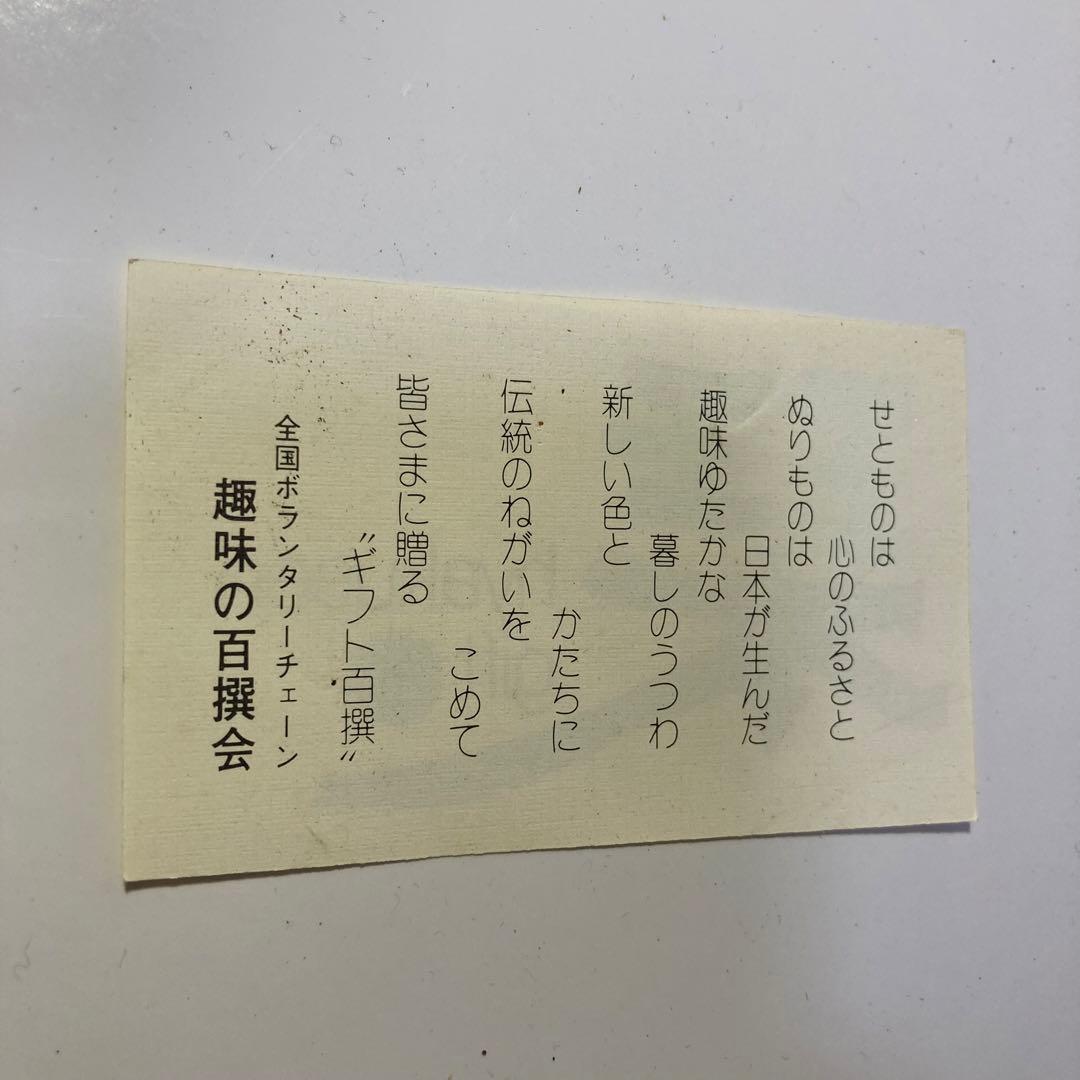 せとものは
心のふるさと
ぬりものは
日本が生んだ
趣味ゆたかな
暮しのうつわ
新しい色と
かたちに
伝統のねがいを
こめて
皆さまに贈る
〝ギフト百撰〟
全国ボランタリーチェーン
趣味の百撰会